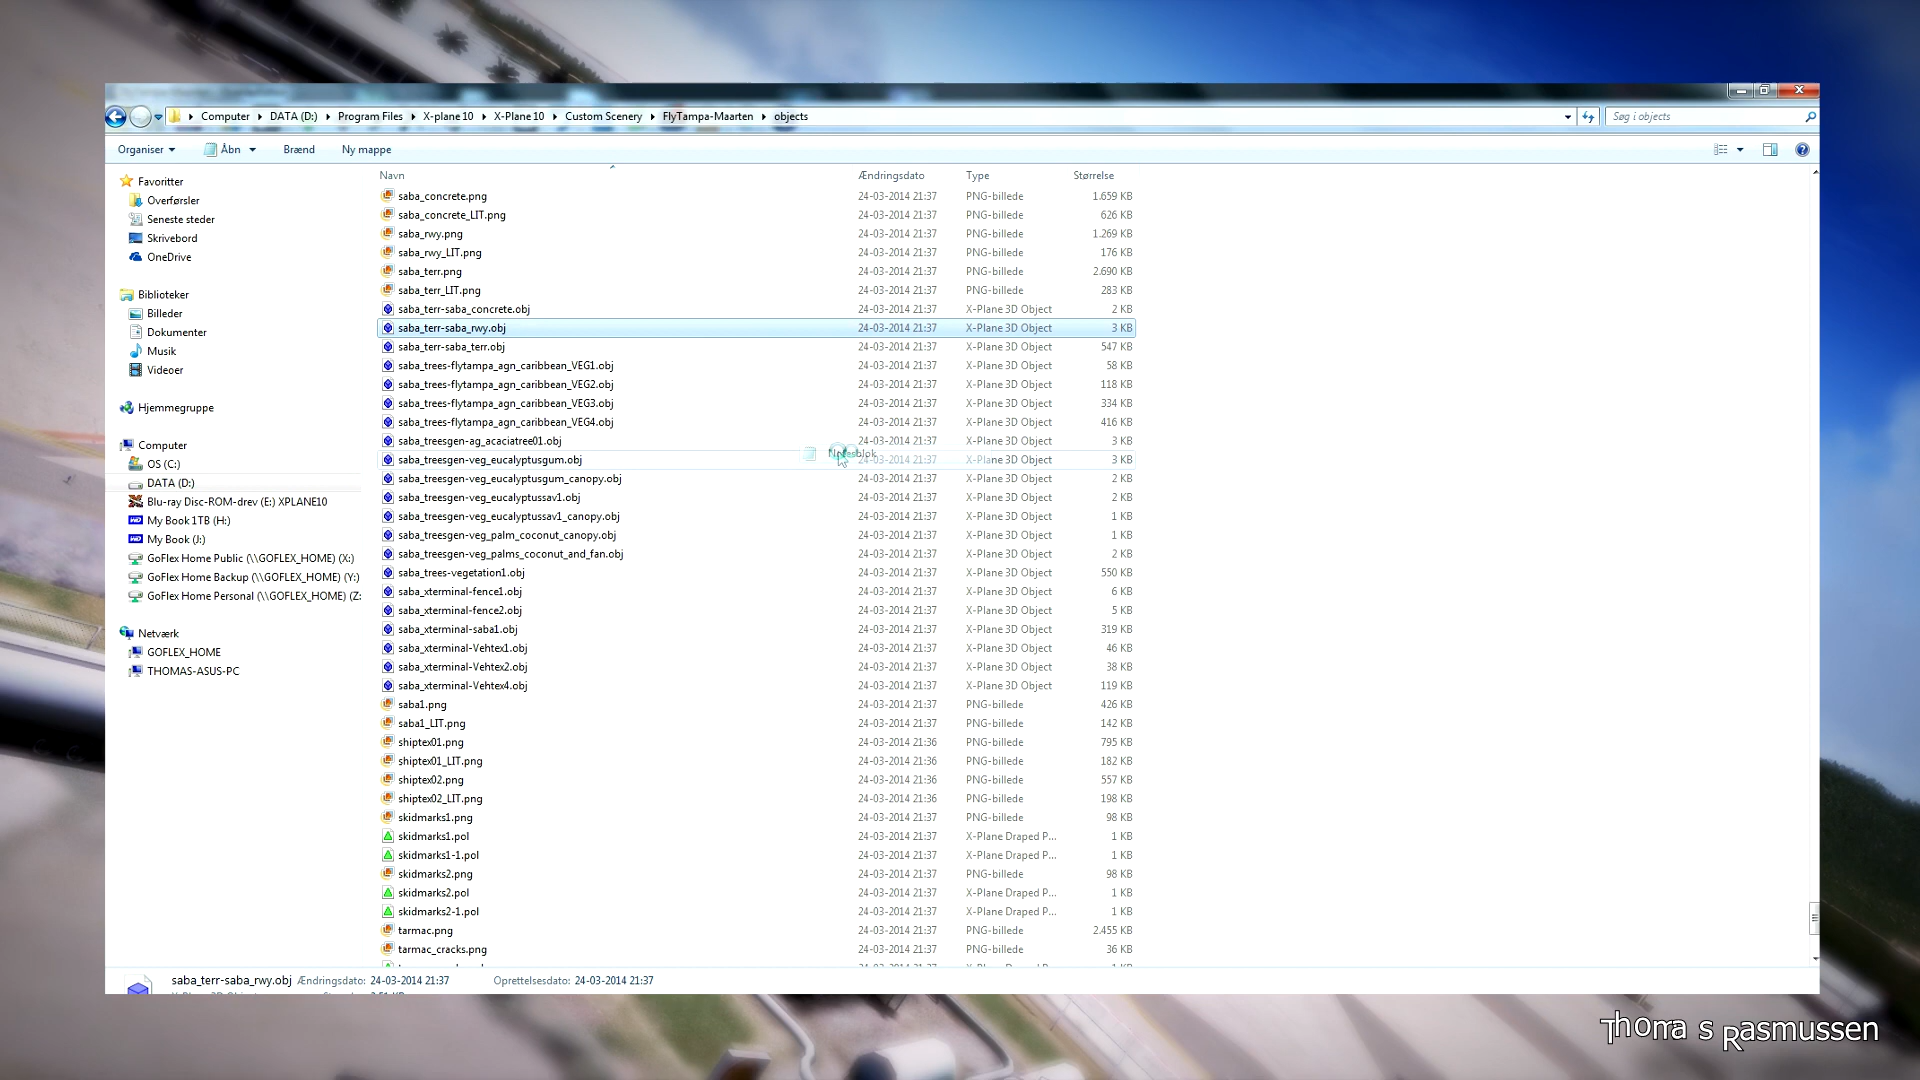 Computer ▸ DATA (D:) ▸ Program Files ▸ X-plane 10 ▸ X-Plane 10 ▸ Custom Scenery ▸ FlyTampa-Maarten ▸ objects
Søg i objects
Organiser Åbn Brænd Ny mappe
Favoritter
Overførsler
Seneste steder
Skrivebord
OneDrive
Biblioteker
Billeder
Dokumenter
Musik
Videoer
Hjemmegruppe
Computer
OS (C:)
DATA (D:)
Blu-ray Disc-ROM-drev (E:) XPLANE10
My Book 1TB (H:)
My Book (J:)
GoFlex Home Public (\\GOFLEX_HOME) (X:)
GoFlex Home Backup (\\GOFLEX_HOME) (Y:)
GoFlex Home Personal (\\GOFLEX_HOME) (Z:
Netværk
GOFLEX_HOME
THOMAS-ASUS-PC
Navn Ændringsdato Type Størrelse
saba_concrete.png 24-03-2014 21:37 PNG-billede 1.659 KB
saba_concrete_LIT.png 24-03-2014 21:37 PNG-billede 626 KB
saba_rwy.png 24-03-2014 21:37 PNG-billede 1.269 KB
saba_rwy_LIT.png 24-03-2014 21:37 PNG-billede 176 KB
saba_terr.png 24-03-2014 21:37 PNG-billede 2.690 KB
saba_terr_LIT.png 24-03-2014 21:37 PNG-billede 283 KB
saba_terr-saba_concrete.obj 24-03-2014 21:37 X-Plane 3D Object 2 KB
saba_terr-saba_rwy.obj 24-03-2014 21:37 X-Plane 3D Object 3 KB
saba_terr-saba_terr.obj 24-03-2014 21:37 X-Plane 3D Object 547 KB
saba_trees-flytampa_agn_caribbean_VEG1.obj 24-03-2014 21:37 X-Plane 3D Object 58 KB
saba_trees-flytampa_agn_caribbean_VEG2.obj 24-03-2014 21:37 X-Plane 3D Object 118 KB
saba_trees-flytampa_agn_caribbean_VEG3.obj 24-03-2014 21:37 X-Plane 3D Object 334 KB
saba_trees-flytampa_agn_caribbean_VEG4.obj 24-03-2014 21:37 X-Plane 3D Object 416 KB
saba_treesgen-ag_acaciatree01.obj 24-03-2014 21:37 X-Plane 3D Object 3 KB
saba_treesgen-veg_eucalyptusgum.obj Notesblok 24-03-2014 21:37 X-Plane 3D Object 3 KB
saba_treesgen-veg_eucalyptusgum_canopy.obj 24-03-2014 21:37 X-Plane 3D Object 2 KB
saba_treesgen-veg_eucalyptussav1.obj 24-03-2014 21:37 X-Plane 3D Object 2 KB
saba_treesgen-veg_eucalyptussav1_canopy.obj 24-03-2014 21:37 X-Plane 3D Object 1 KB
saba_treesgen-veg_palm_coconut_canopy.obj 24-03-2014 21:37 X-Plane 3D Object 1 KB
saba_treesgen-veg_palms_coconut_and_fan.obj 24-03-2014 21:37 X-Plane 3D Object 2 KB
saba_trees-vegetation1.obj 24-03-2014 21:37 X-Plane 3D Object 550 KB
saba_xterminal-fence1.obj 24-03-2014 21:37 X-Plane 3D Object 6 KB
saba_xterminal-fence2.obj 24-03-2014 21:37 X-Plane 3D Object 5 KB
saba_xterminal-saba1.obj 24-03-2014 21:37 X-Plane 3D Object 319 KB
saba_xterminal-Vehtex1.obj 24-03-2014 21:37 X-Plane 3D Object 46 KB
saba_xterminal-Vehtex2.obj 24-03-2014 21:37 X-Plane 3D Object 38 KB
saba_xterminal-Vehtex4.obj 24-03-2014 21:37 X-Plane 3D Object 119 KB
saba1.png 24-03-2014 21:37 PNG-billede 426 KB
saba1_LIT.png 24-03-2014 21:37 PNG-billede 142 KB
shiptex01.png 24-03-2014 21:36 PNG-billede 795 KB
shiptex01_LIT.png 24-03-2014 21:36 PNG-billede 182 KB
shiptex02.png 24-03-2014 21:36 PNG-billede 557 KB
shiptex02_LIT.png 24-03-2014 21:36 PNG-billede 198 KB
skidmarks1.png 24-03-2014 21:37 PNG-billede 98 KB
skidmarks1.pol 24-03-2014 21:37 X-Plane Draped P... 1 KB
skidmarks1-1.pol 24-03-2014 21:37 X-Plane Draped P... 1 KB
skidmarks2.png 24-03-2014 21:37 PNG-billede 98 KB
skidmarks2.pol 24-03-2014 21:37 X-Plane Draped P... 1 KB
skidmarks2-1.pol 24-03-2014 21:37 X-Plane Draped P... 1 KB
tarmac.png 24-03-2014 21:37 PNG-billede 2.455 KB
tarmac_cracks.png 24-03-2014 21:37 PNG-billede 36 KB
saba_terr-saba_rwy.obj Ændringsdato: 24-03-2014 21:37 Oprettelsesdato: 24-03-2014 21:37
Thomas Rasmussen